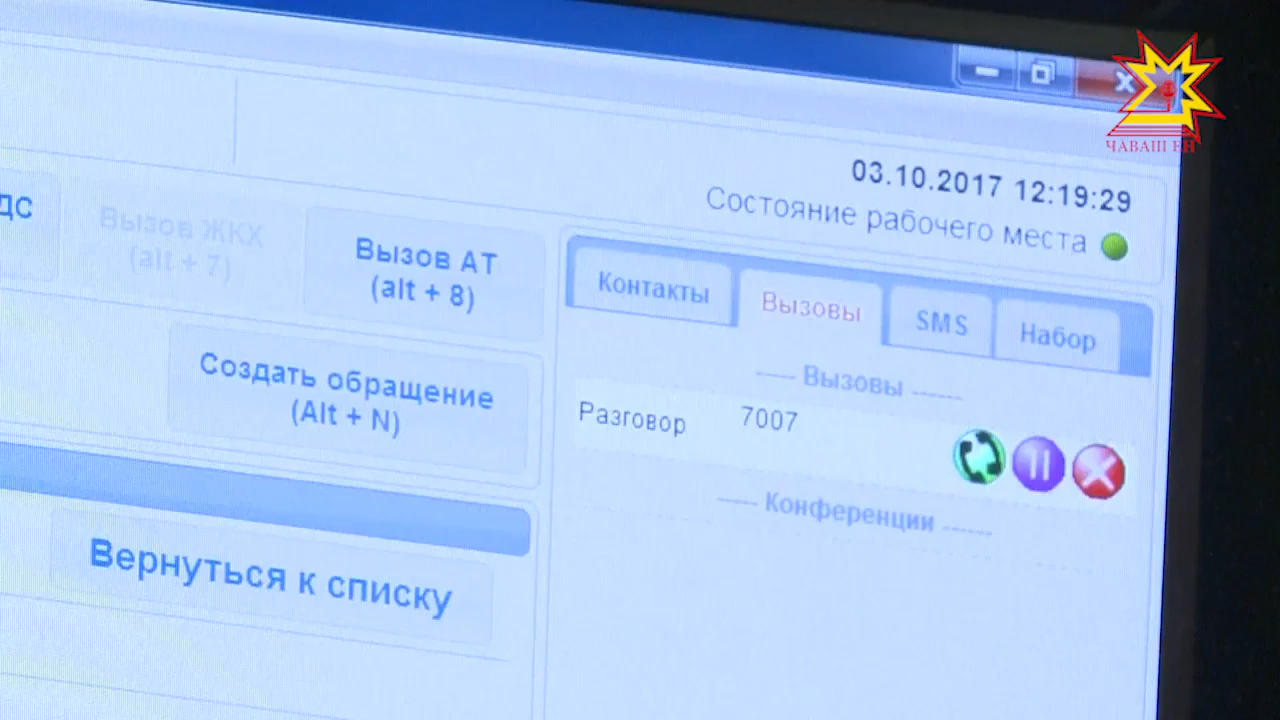 ЧАВАШ ЕН
03.10.2017 12:19:29
Состояние рабочего места
ДС
Вызов ЖКХ
(alt + 7)
Вызов АТ
(alt + 8)
Контакты
Вызовы
SMS
Набор
Создать обращение
(Alt + N)
----- Вызовы ------
Разговор 7007
----- Конференции ------
Вернуться к списку